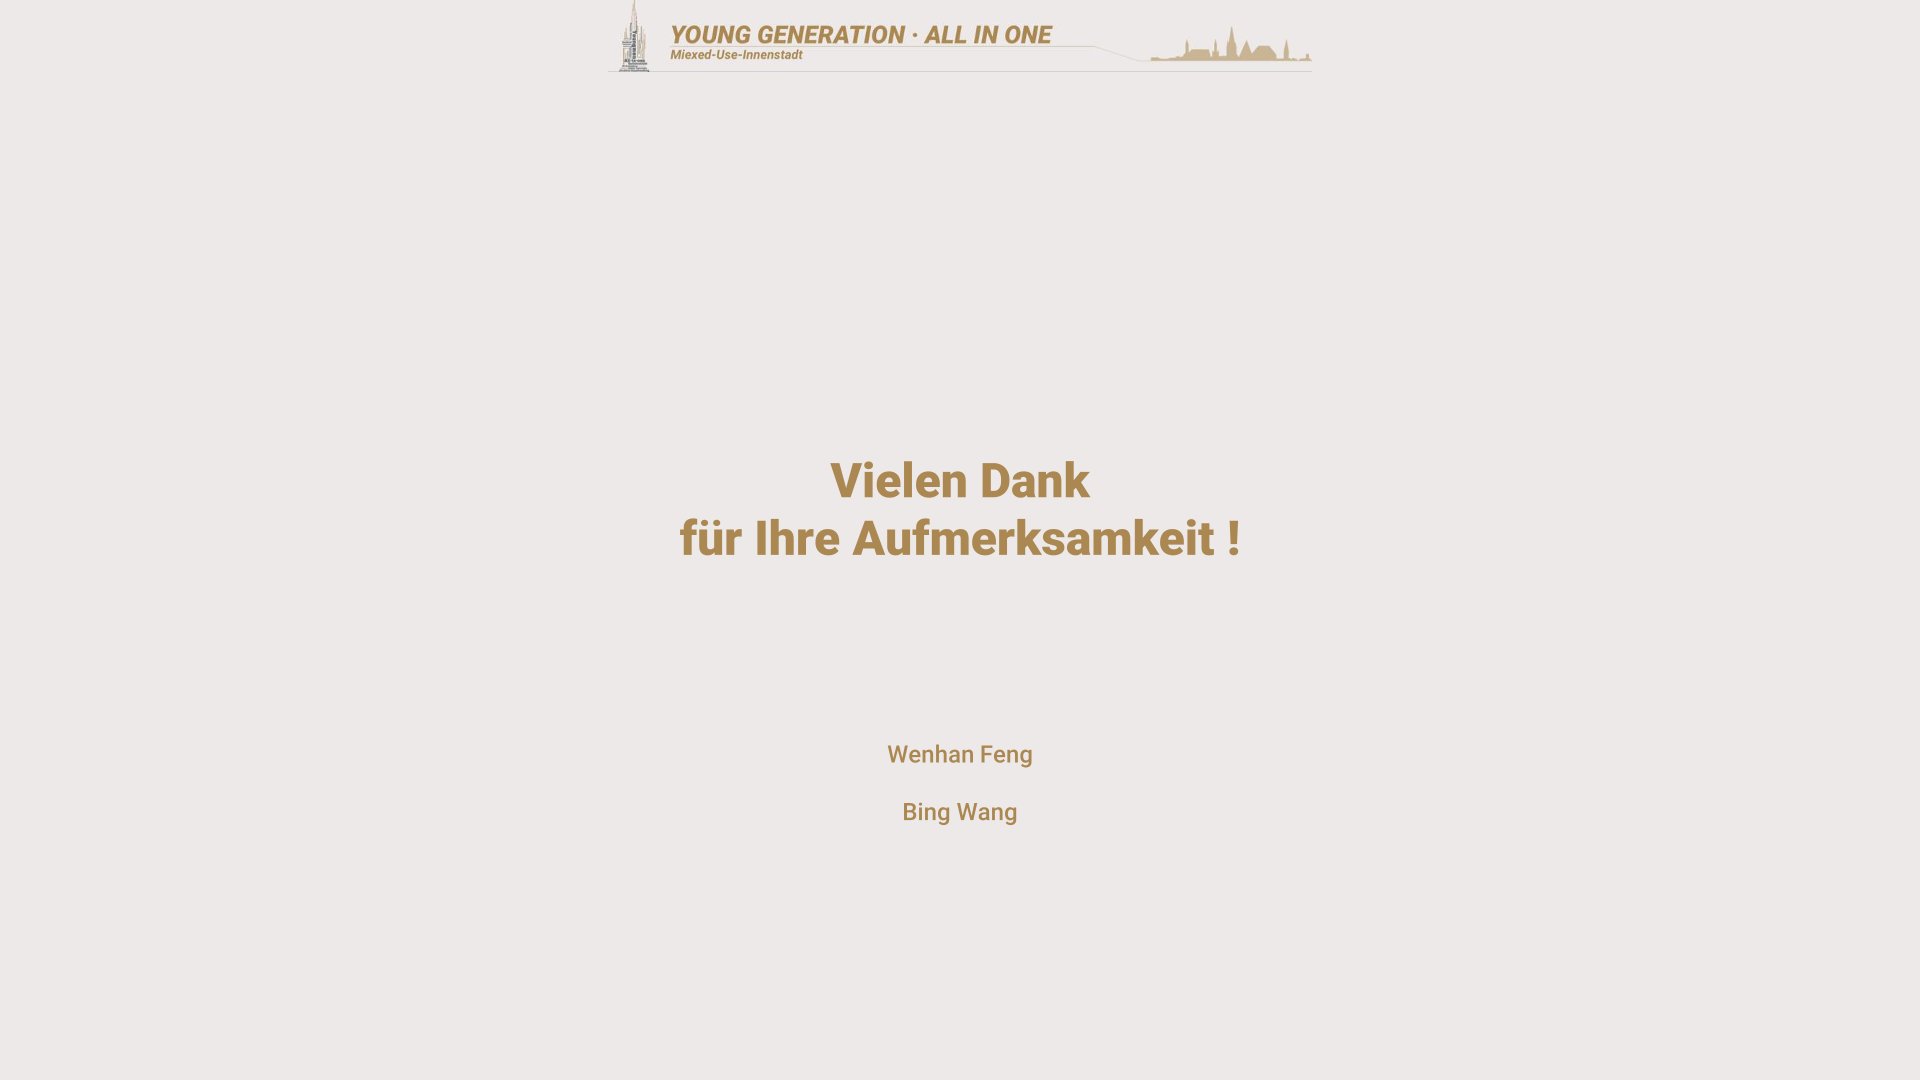 YOUNG GENERATION · ALL IN ONE
Miexed-Use-Innenstadt
Vielen Dank
für Ihre Aufmerksamkeit !
Wenhan Feng
Bing Wang